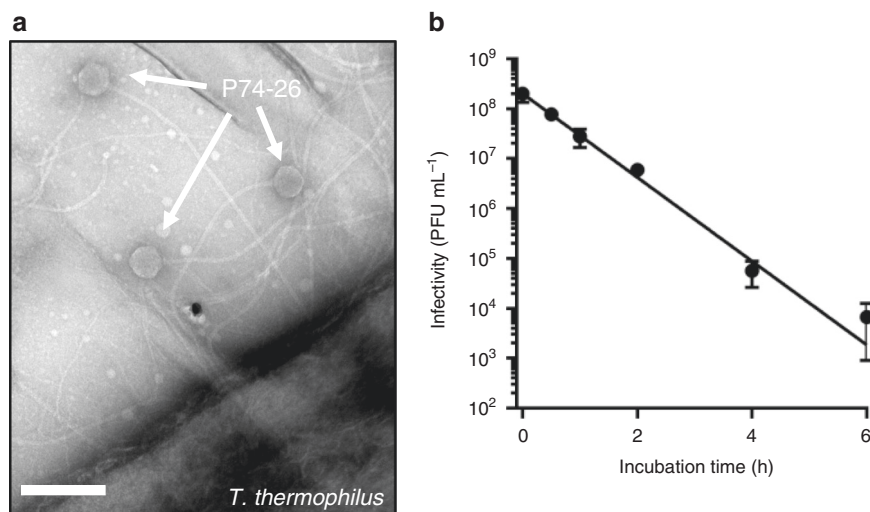 a
P74-26
T. thermophilus
b
Infectivity (PFU mL⁻¹)
10⁹
10⁸
10⁷
10⁶
10⁵
10⁴
10³
10²
0 2 4 6
Incubation time (h)